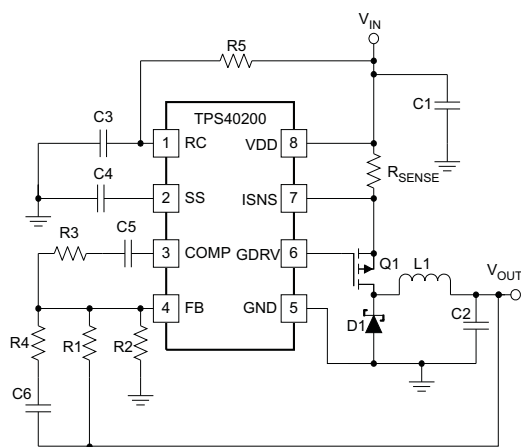 VIN
R5
C1
TPS40200
C3
1 RC
VDD 8
RSENSE
C4
2 SS
ISNS 7
R3
C5
3 COMP
GDRV 6
Q1
L1
VOUT
4 FB
GND 5
D1
C2
R4
R1
R2
C6